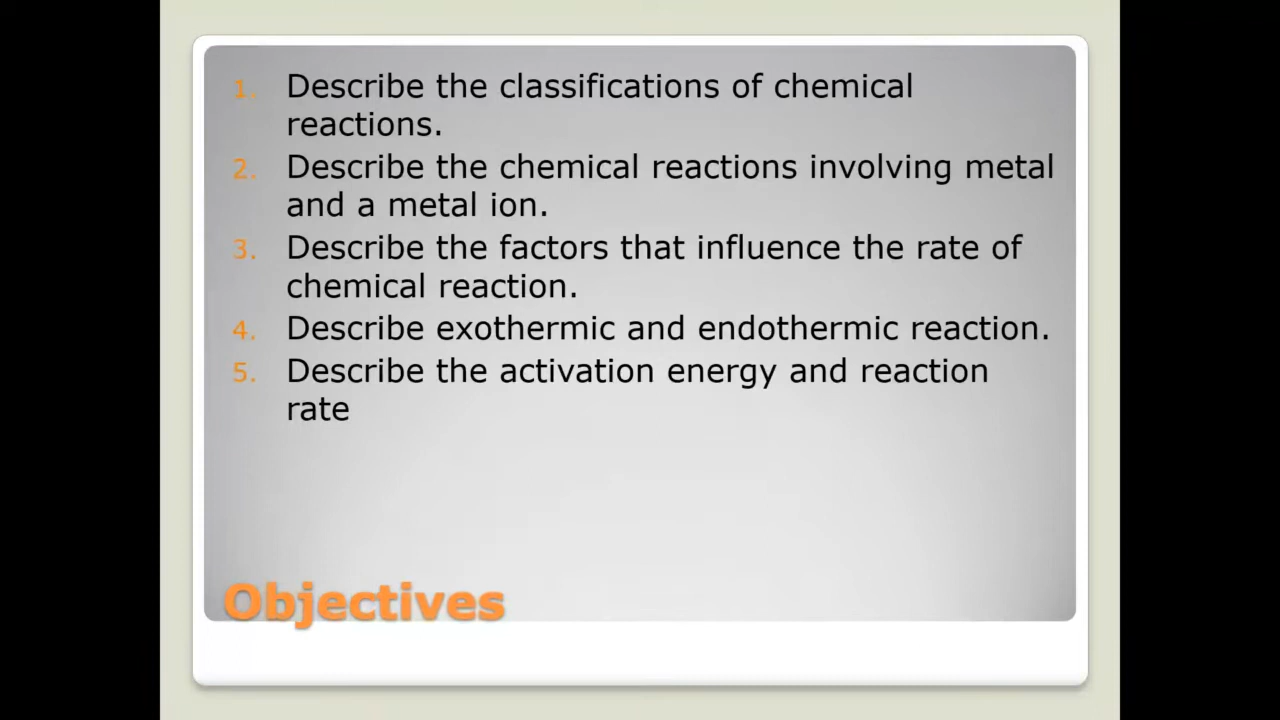 1. Describe the classifications of chemical
reactions.
2. Describe the chemical reactions involving metal
and a metal ion.
3. Describe the factors that influence the rate of
chemical reaction.
4. Describe exothermic and endothermic reaction.
5. Describe the activation energy and reaction
rate
Objectives